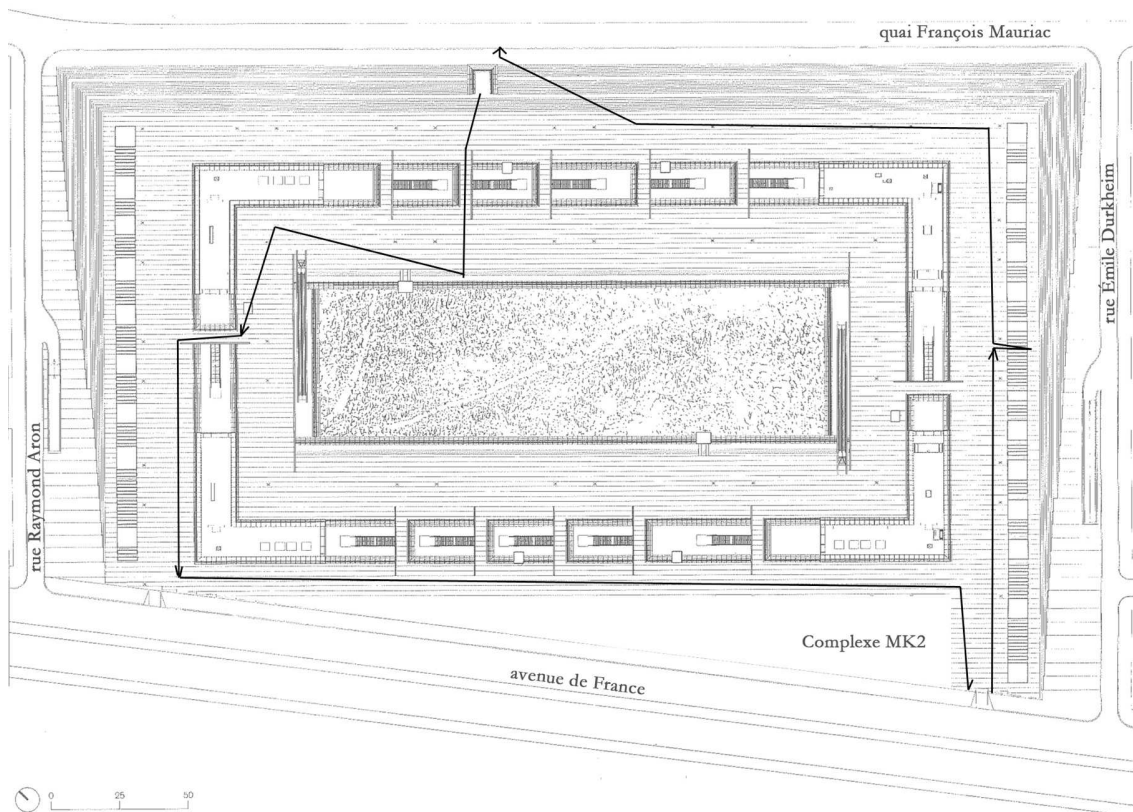 quai François Mauriac
rue Émile Durkheim
rue Raymond Aron
Complexe MK2
avenue de France
0 25 50